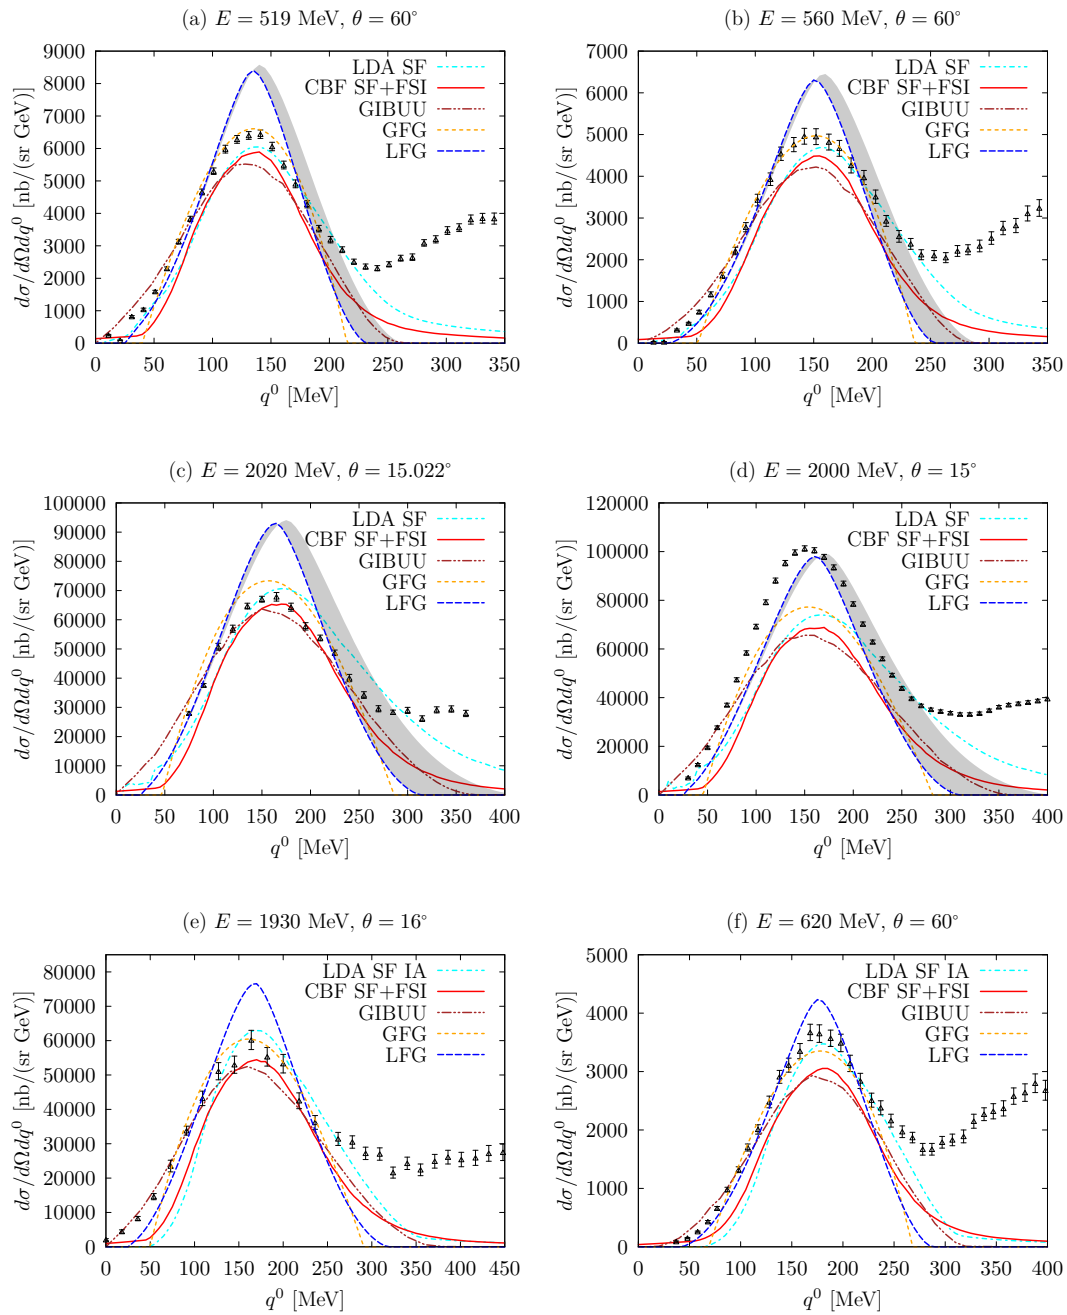 (a) E = 519 MeV, θ = 60°
9000
8000
7000
6000
5000
4000
3000
2000
1000
0
dσ/dΩdq⁰ [nb/(sr GeV)]
LDA SF
CBF SF+FSI
GIBUU
GFG
LFG
0 50 100 150 200 250 300 350
q⁰ [MeV]
(b) E = 560 MeV, θ = 60°
7000
6000
5000
4000
3000
2000
1000
0
dσ/dΩdq⁰ [nb/(sr GeV)]
LDA SF
CBF SF+FSI
GIBUU
GFG
LFG
0 50 100 150 200 250 300 350
q⁰ [MeV]
(c) E = 2020 MeV, θ = 15.022°
100000
90000
80000
70000
60000
50000
40000
30000
20000
10000
0
dσ/dΩdq⁰ [nb/(sr GeV)]
LDA SF
CBF SF+FSI
GIBUU
GFG
LFG
0 50 100 150 200 250 300 350 400
q⁰ [MeV]
(d) E = 2000 MeV, θ = 15°
120000
100000
80000
60000
40000
20000
0
dσ/dΩdq⁰ [nb/(sr GeV)]
LDA SF
CBF SF+FSI
GIBUU
GFG
LFG
0 50 100 150 200 250 300 350 400
q⁰ [MeV]
(e) E = 1930 MeV, θ = 16°
80000
70000
60000
50000
40000
30000
20000
10000
0
dσ/dΩdq⁰ [nb/(sr GeV)]
LDA SF IA
CBF SF+FSI
GIBUU
GFG
LFG
0 50 100 150 200 250 300 350 400 450
q⁰ [MeV]
(f) E = 620 MeV, θ = 60°
5000
4000
3000
2000
1000
0
dσ/dΩdq⁰ [nb/(sr GeV)]
LDA SF IA
CBF SF+FSI
GIBUU
GFG
LFG
0 50 100 150 200 250 300 350 400
q⁰ [MeV]